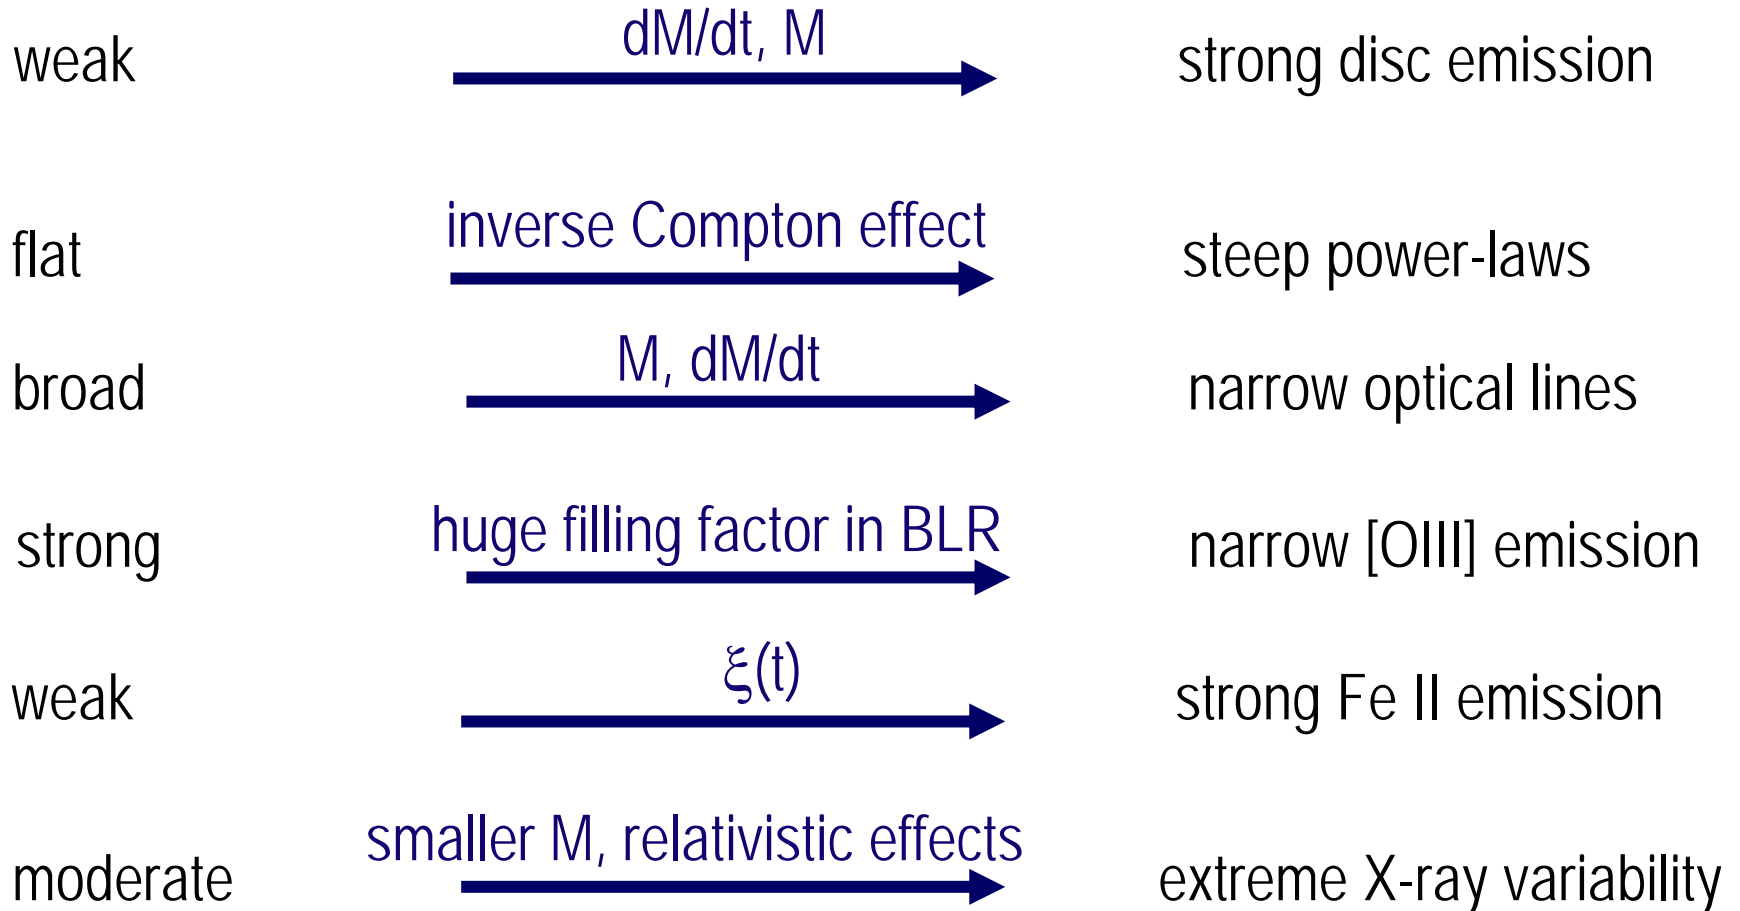 weak dM/dt, M strong disc emission
flat inverse Compton effect steep power-laws
broad M, dM/dt narrow optical lines
strong huge filling factor in BLR narrow [OIII] emission
weak ξ(t) strong Fe II emission
moderate smaller M, relativistic effects extreme X-ray variability